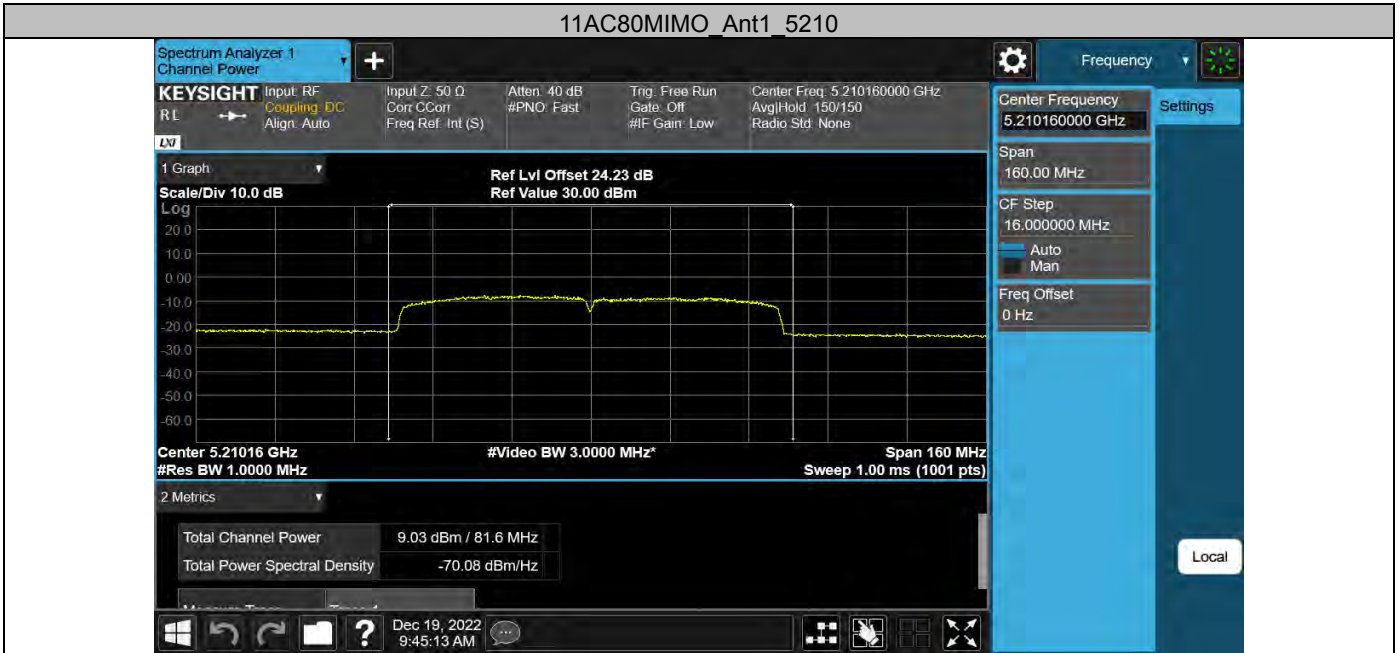 11AC80MIMO_Ant1_5210
Spectrum Analyzer 1
Channel Power
Frequency
KEYSIGHT
RL
LXI
Input: RF
Coupling: DC
Align: Auto
Input Z: 50 Ω
Corr CCorr
Freq Ref: Int (S)
Atten: 40 dB
#PNO: Fast
Trig: Free Run
Gate: Off
#IF Gain: Low
Center Freq: 5.210160000 GHz
Avg|Hold: 150/150
Radio Std: None
Center Frequency
5.210160000 GHz
Settings
Span
160.00 MHz
CF Step
16.000000 MHz
Auto
Man
Freq Offset
0 Hz
1 Graph
Scale/Div 10.0 dB
Ref Lvl Offset 24.23 dB
Ref Value 30.00 dBm
Log
20.0
10.0
0.00
-10.0
-20.0
-30.0
-40.0
-50.0
-60.0
Center 5.21016 GHz
#Video BW 3.0000 MHz*
Span 160 MHz
#Res BW 1.0000 MHz
Sweep 1.00 ms (1001 pts)
2 Metrics
Total Channel Power 9.03 dBm / 81.6 MHz
Total Power Spectral Density -70.08 dBm/Hz
Local
?
Dec 19, 2022
9:45:13 AM